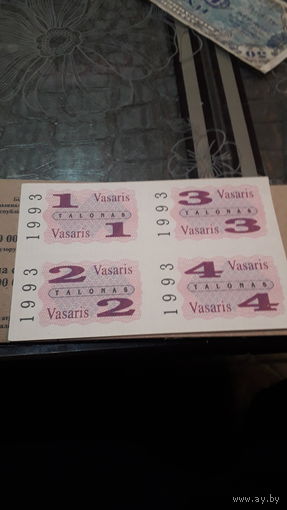 1993
1 Vasaris
TALONAS
Vasaris 1
1993
3 Vasaris
TALONAS
Vasaris 3
1993
2 Vasaris
TALONAS
Vasaris 2
1993
4 Vasaris
TALONAS
Vasaris 4
www.ay.by